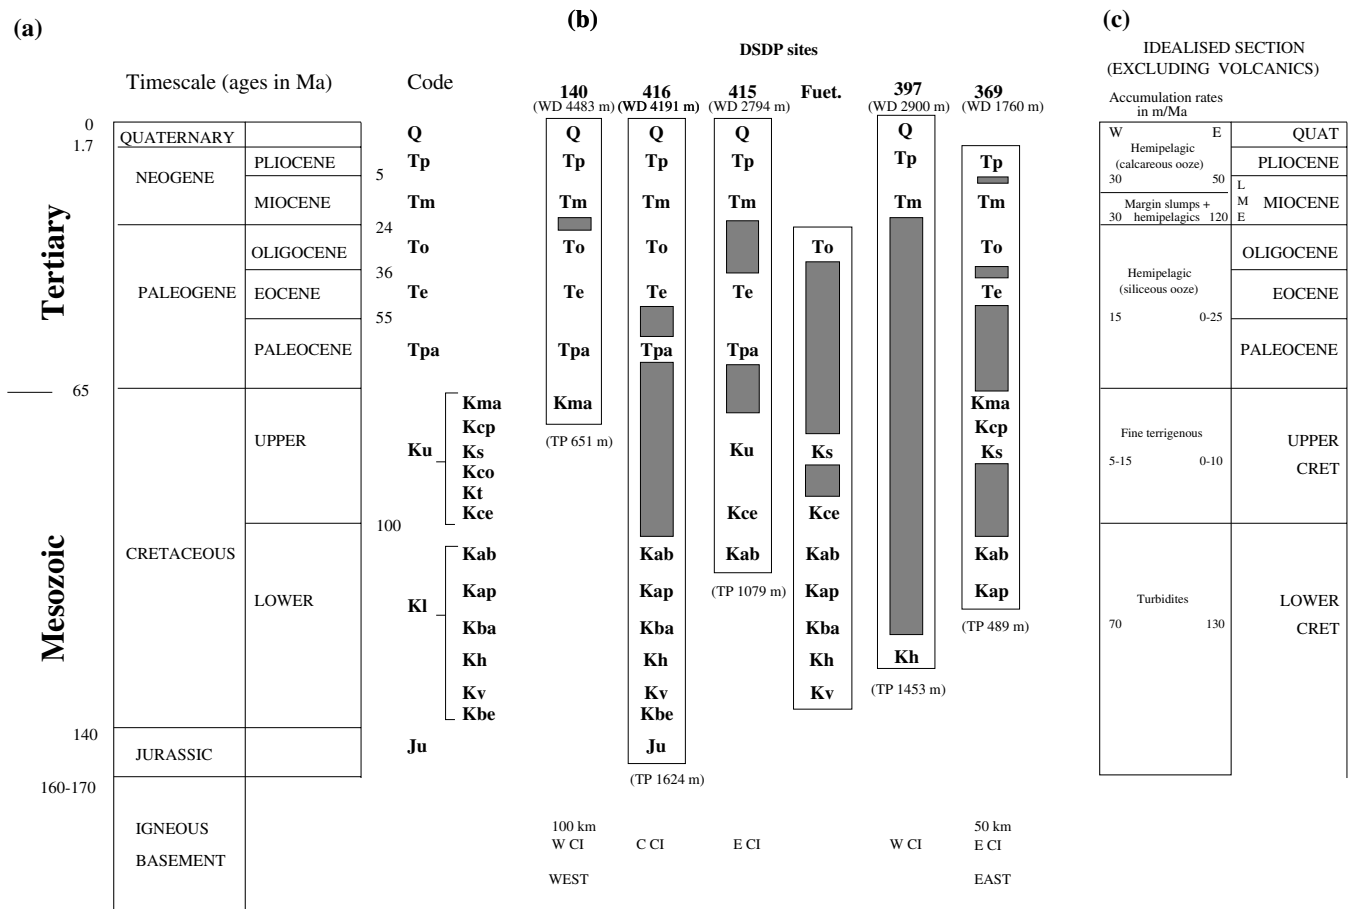 (a)
Timescale (ages in Ma)
Code
0
QUATERNARY
Q
1.7
NEOGENE
PLIOCENE
Tp
5
MIOCENE
Tm
24
Tertiary
PALEOGENE
OLIGOCENE
To
36
EOCENE
Te
55
PALEOCENE
Tpa
65
Mesozoic
CRETACEOUS
UPPER
Ku
Kma
Kcp
Ks
Kco
Kt
Kce
100
LOWER
Kl
Kab
Kap
Kba
Kh
Kv
Kbe
140
JURASSIC
Ju
160-170
IGNEOUS
BASEMENT
(b)
DSDP sites
140
(WD 4483 m)
Q
Tp
Tm
To
Te
Tpa
Kma
(TP 651 m)
100 km
W CI
WEST
416
(WD 4191 m)
Q
Tp
Tm
To
Te
Tpa
Kab
Kap
Kba
Kh
Kv
Kbe
Ju
(TP 1624 m)
C CI
415
(WD 2794 m)
Q
Tp
Tm
Te
Tpa
Ku
Kce
Kab
(TP 1079 m)
E CI
Fuet.
To
Ks
Kce
Kab
Kap
Kba
Kh
Kv
397
(WD 2900 m)
Q
Tp
Tm
Kh
(TP 1453 m)
W CI
369
(WD 1760 m)
Tp
Tm
To
Te
Kma
Kcp
Ks
Kab
Kap
(TP 489 m)
50 km
E CI
EAST
(c)
IDEALISED SECTION
(EXCLUDING VOLCANICS)
Accumulation rates
in m/Ma
W E
QUAT
Hemipelagic
(calcareous ooze)
PLIOCENE
30 50
L
M
E
MIOCENE
Margin slumps +
30 hemipelagics 120
OLIGOCENE
Hemipelagic
(siliceous ooze)
EOCENE
15 0-25
PALEOCENE
Fine terrigenous
UPPER
5-15 0-10
CRET
Turbidites
LOWER
70 130
CRET